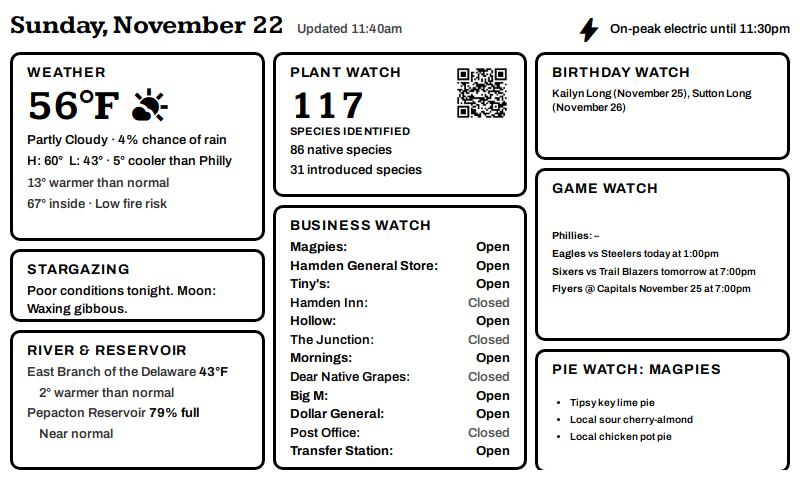 Sunday, November 22
Updated 11:40am
On-peak electric until 11:30pm
WEATHER
56°F
Partly Cloudy · 4% chance of rain
H: 60° L: 43° · 5° cooler than Philly
13° warmer than normal
67° inside · Low fire risk
STARGAZING
Poor conditions tonight. Moon:
Waxing gibbous.
RIVER & RESERVOIR
East Branch of the Delaware 43°F
2° warmer than normal
Pepacton Reservoir 79% full
Near normal
PLANT WATCH
117
SPECIES IDENTIFIED
86 native species
31 introduced species
BUSINESS WATCH
Magpies: Open
Hamden General Store: Open
Tiny's: Open
Hamden Inn: Closed
Hollow: Open
The Junction: Closed
Mornings: Open
Dear Native Grapes: Closed
Big M: Open
Dollar General: Open
Post Office: Closed
Transfer Station: Open
BIRTHDAY WATCH
Kailyn Long (November 25), Sutton Long
(November 26)
GAME WATCH
Phillies: –
Eagles vs Steelers today at 1:00pm
Sixers vs Trail Blazers tomorrow at 7:00pm
Flyers @ Capitals November 25 at 7:00pm
PIE WATCH: MAGPIES
• Tipsy key lime pie
• Local sour cherry-almond
• Local chicken pot pie